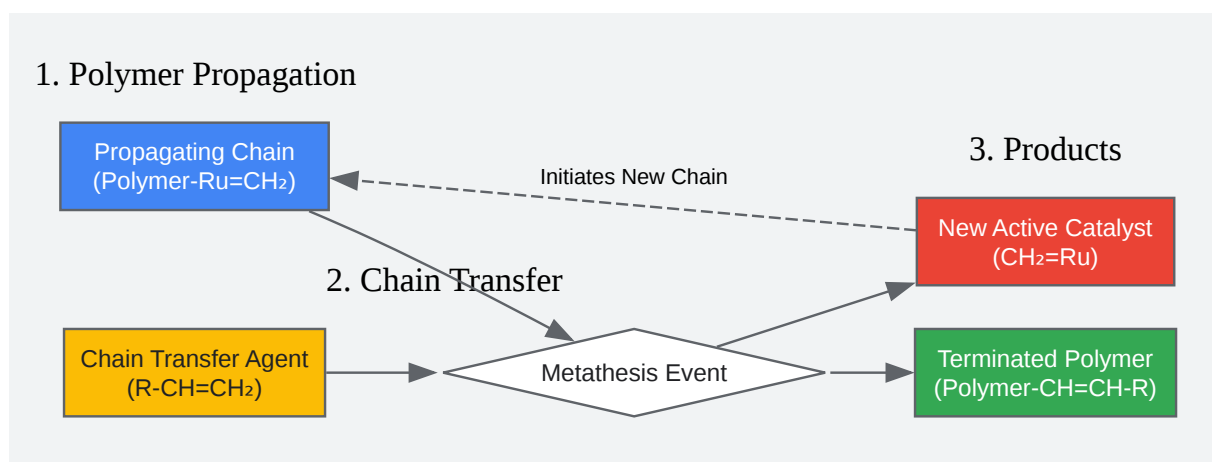 1. Polymer Propagation
Propagating Chain
(Polymer-Ru=CH₂)
3. Products
Initiates New Chain
New Active Catalyst
(CH₂=Ru)
2. Chain Transfer
Chain Transfer Agent
(R-CH=CH₂)
Metathesis Event
Terminated Polymer
(Polymer-CH=CH-R)